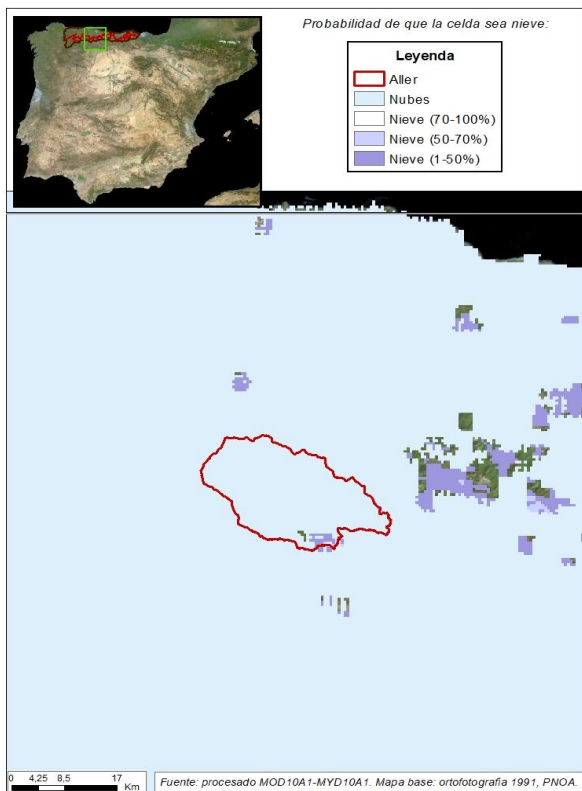 Probabilidad de que la celda sea nieve:
Leyenda
Aller
Nubes
Nieve (70-100%)
Nieve (50-70%)
Nieve (1-50%)
0 4,25 8,5 17
Km
Fuente: procesado MOD10A1-MYD10A1. Mapa base: ortofotografia 1991, PNOA.